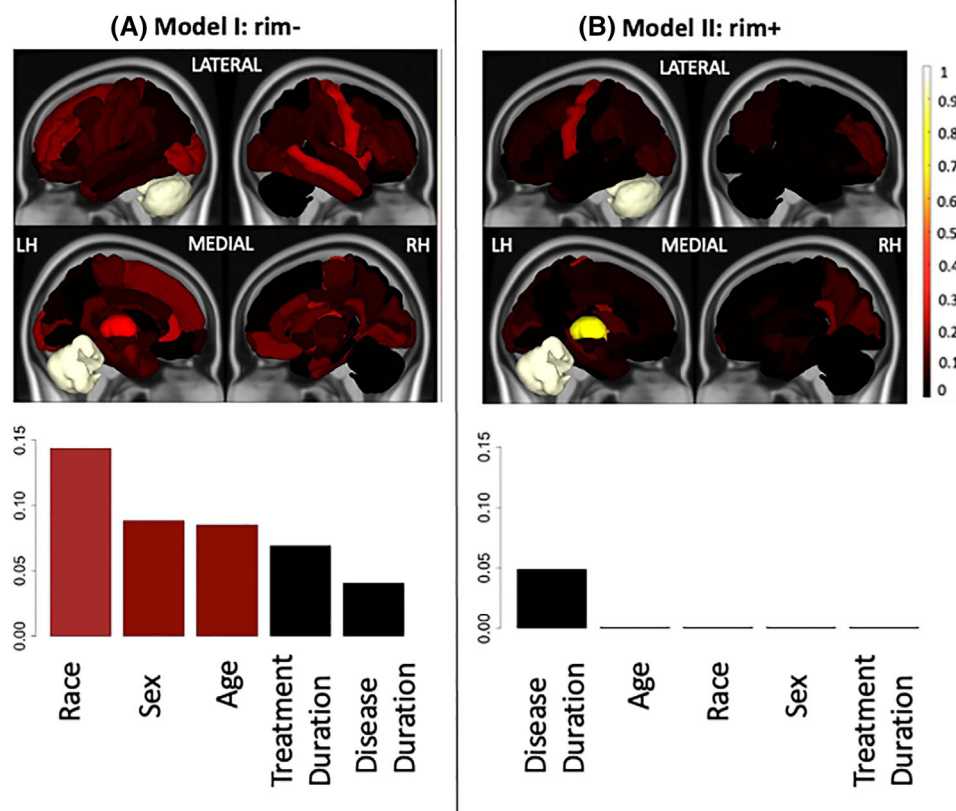 (A) Model I: rim-
LATERAL
LH
MEDIAL
RH
0.15
0.10
0.05
0.00
Race
Sex
Age
Treatment
Duration
Disease
Duration
(B) Model II: rim+
LATERAL
LH
MEDIAL
RH
1
0.9
0.8
0.7
0.6
0.5
0.4
0.3
0.2
0.1
0
0.15
0.10
0.05
0.00
Disease
Duration
Age
Race
Sex
Treatment
Duration